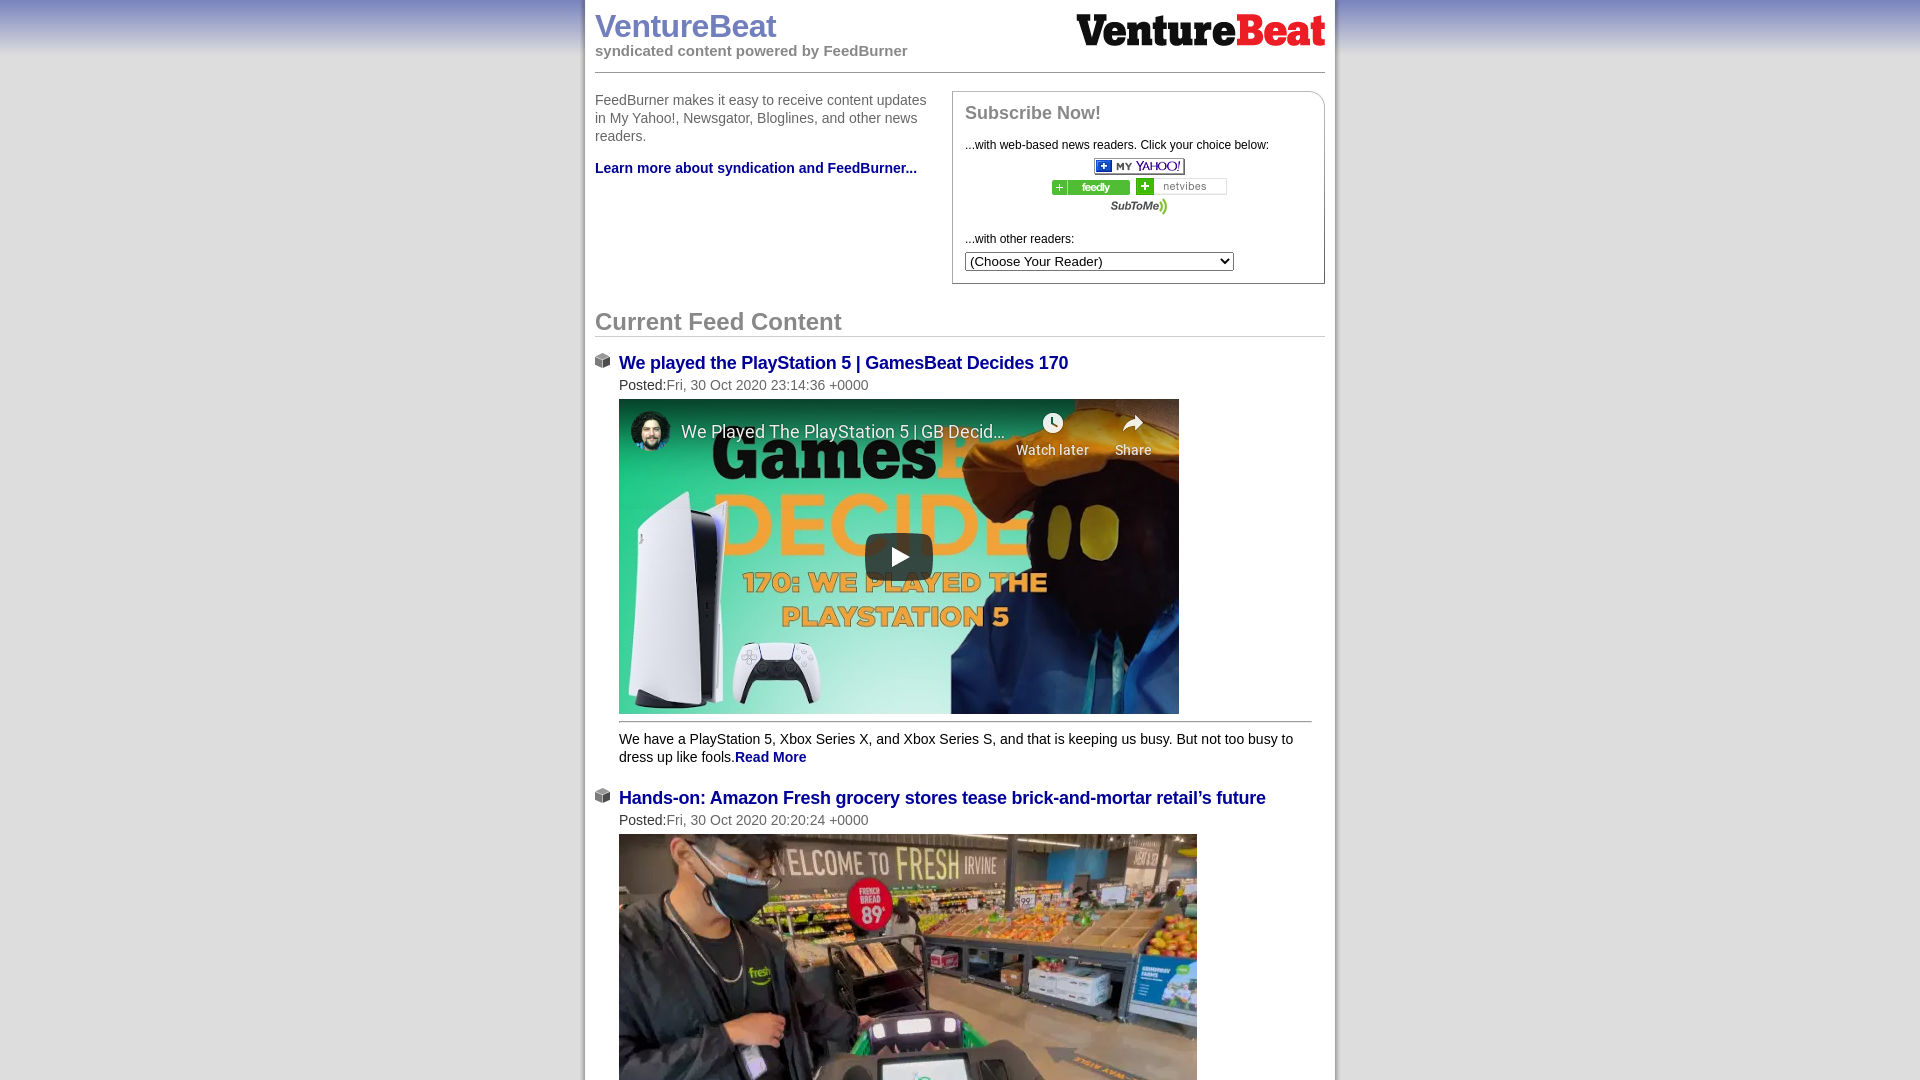 VentureBeat
syndicated content powered by FeedBurner
VentureBeat
FeedBurner makes it easy to receive content updates
in My Yahoo!, Newsgator, Bloglines, and other news
readers.
Learn more about syndication and FeedBurner...
Subscribe Now!
...with web-based news readers. Click your choice below:
MY YAHOO!
feedly
netvibes
SubToMe
...with other readers:
(Choose Your Reader)
Current Feed Content
We played the PlayStation 5 | GamesBeat Decides 170
Posted:Fri, 30 Oct 2020 23:14:36 +0000
We Played The PlayStation 5 | GB Decid...
Watch later
Share
GamesB
DECIDE
170: WE PLAYED THE
PLAYSTATION 5
We have a PlayStation 5, Xbox Series X, and Xbox Series S, and that is keeping us busy. But not too busy to
dress up like fools.Read More
Hands-on: Amazon Fresh grocery stores tease brick-and-mortar retail’s future
Posted:Fri, 30 Oct 2020 20:20:24 +0000
WELCOME TO FRESH IRVINE
FRENCH
BREAD
89¢
fresh